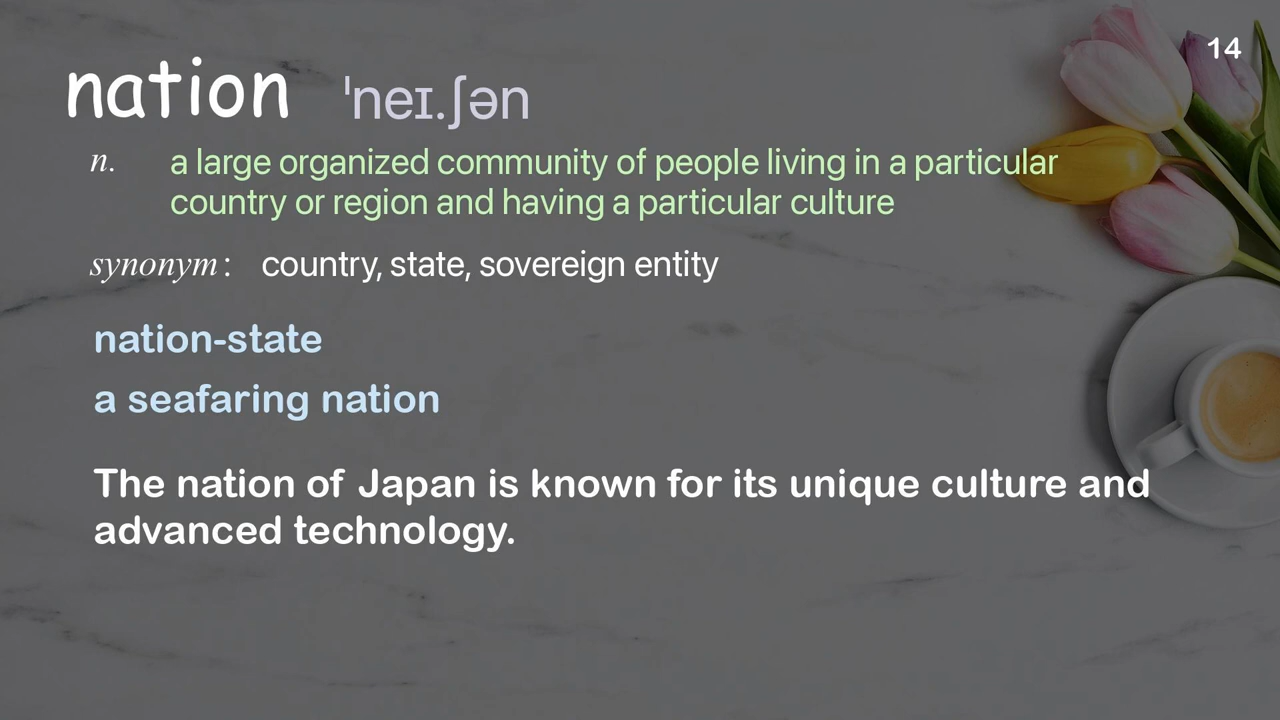 14
nation ˈneɪ.ʃən
n. a large organized community of people living in a particular
country or region and having a particular culture
synonym: country, state, sovereign entity
nation-state
a seafaring nation
The nation of Japan is known for its unique culture and
advanced technology.